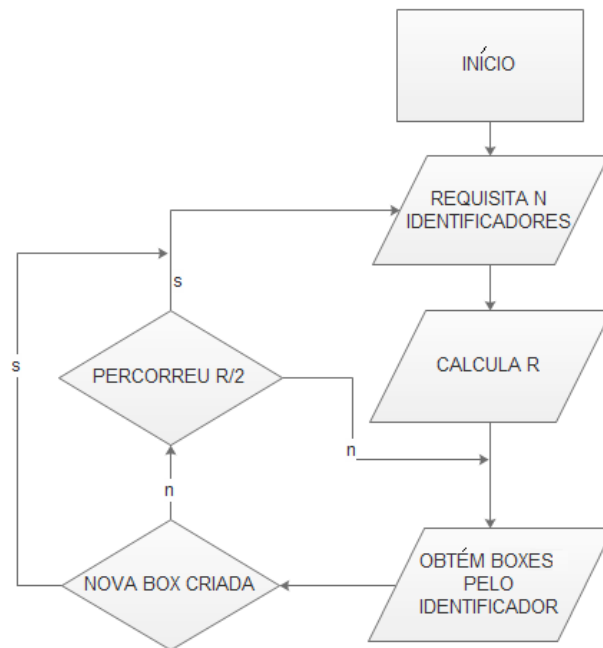 INÍCIO
REQUISITA N
IDENTIFICADORES
s
s
CALCULA R
PERCORREU R/2
n
n
OBTÉM BOXES
PELO
IDENTIFICADOR
NOVA BOX CRIADA